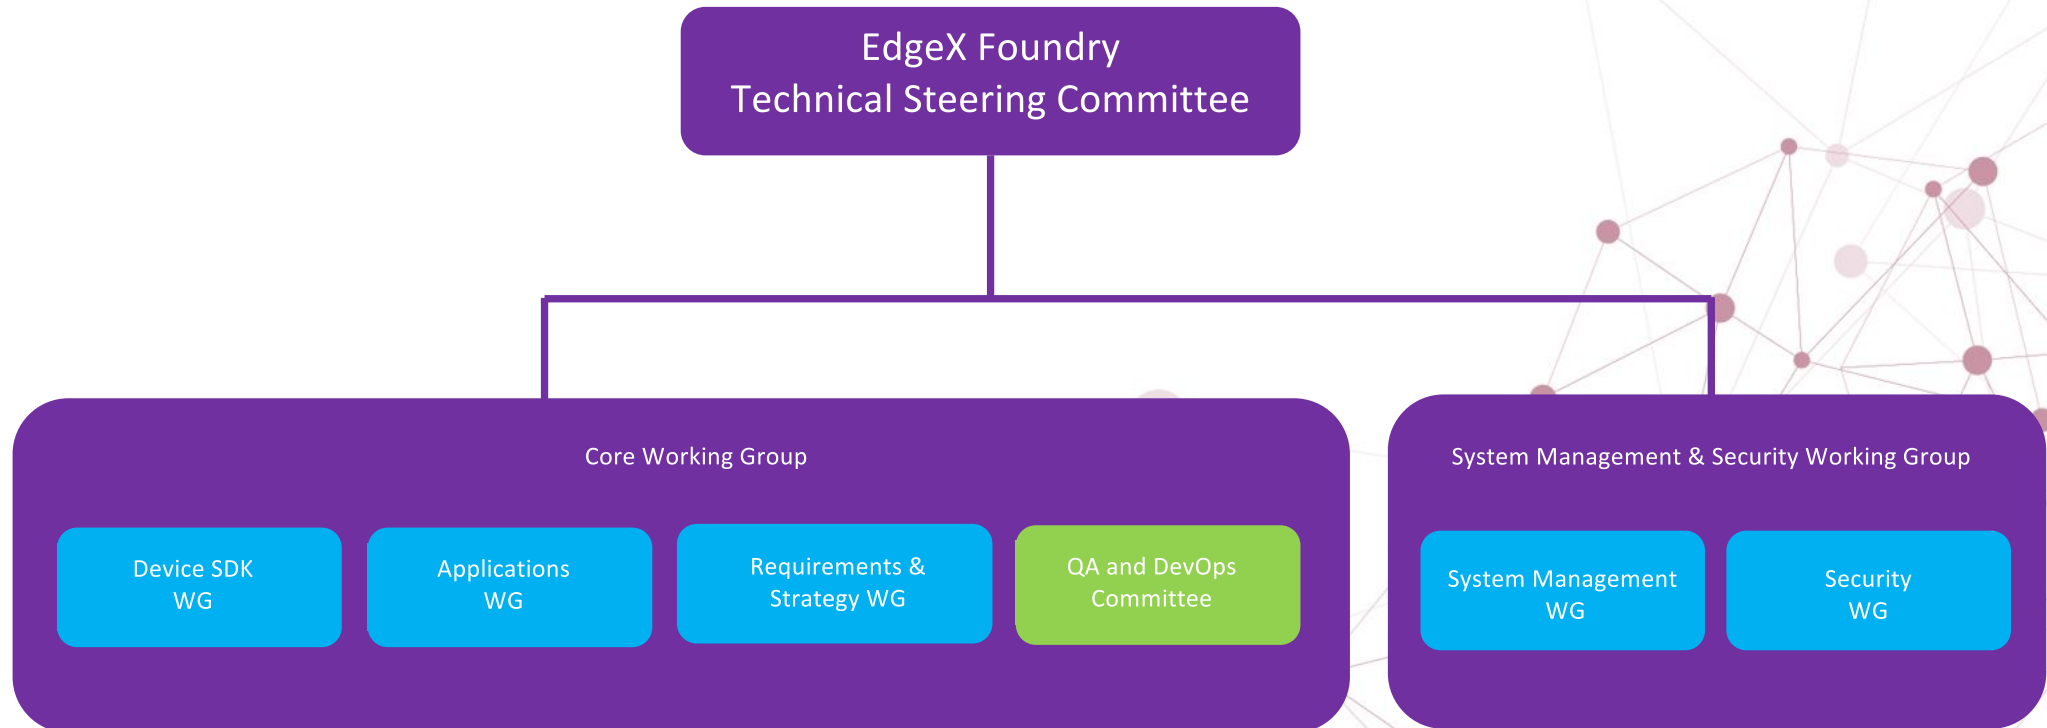 EdgeX Foundry
Technical Steering Committee
Core Working Group
Device SDK
WG
Applications
WG
Requirements &
Strategy WG
QA and DevOps
Committee
System Management & Security Working Group
System Management
WG
Security
WG